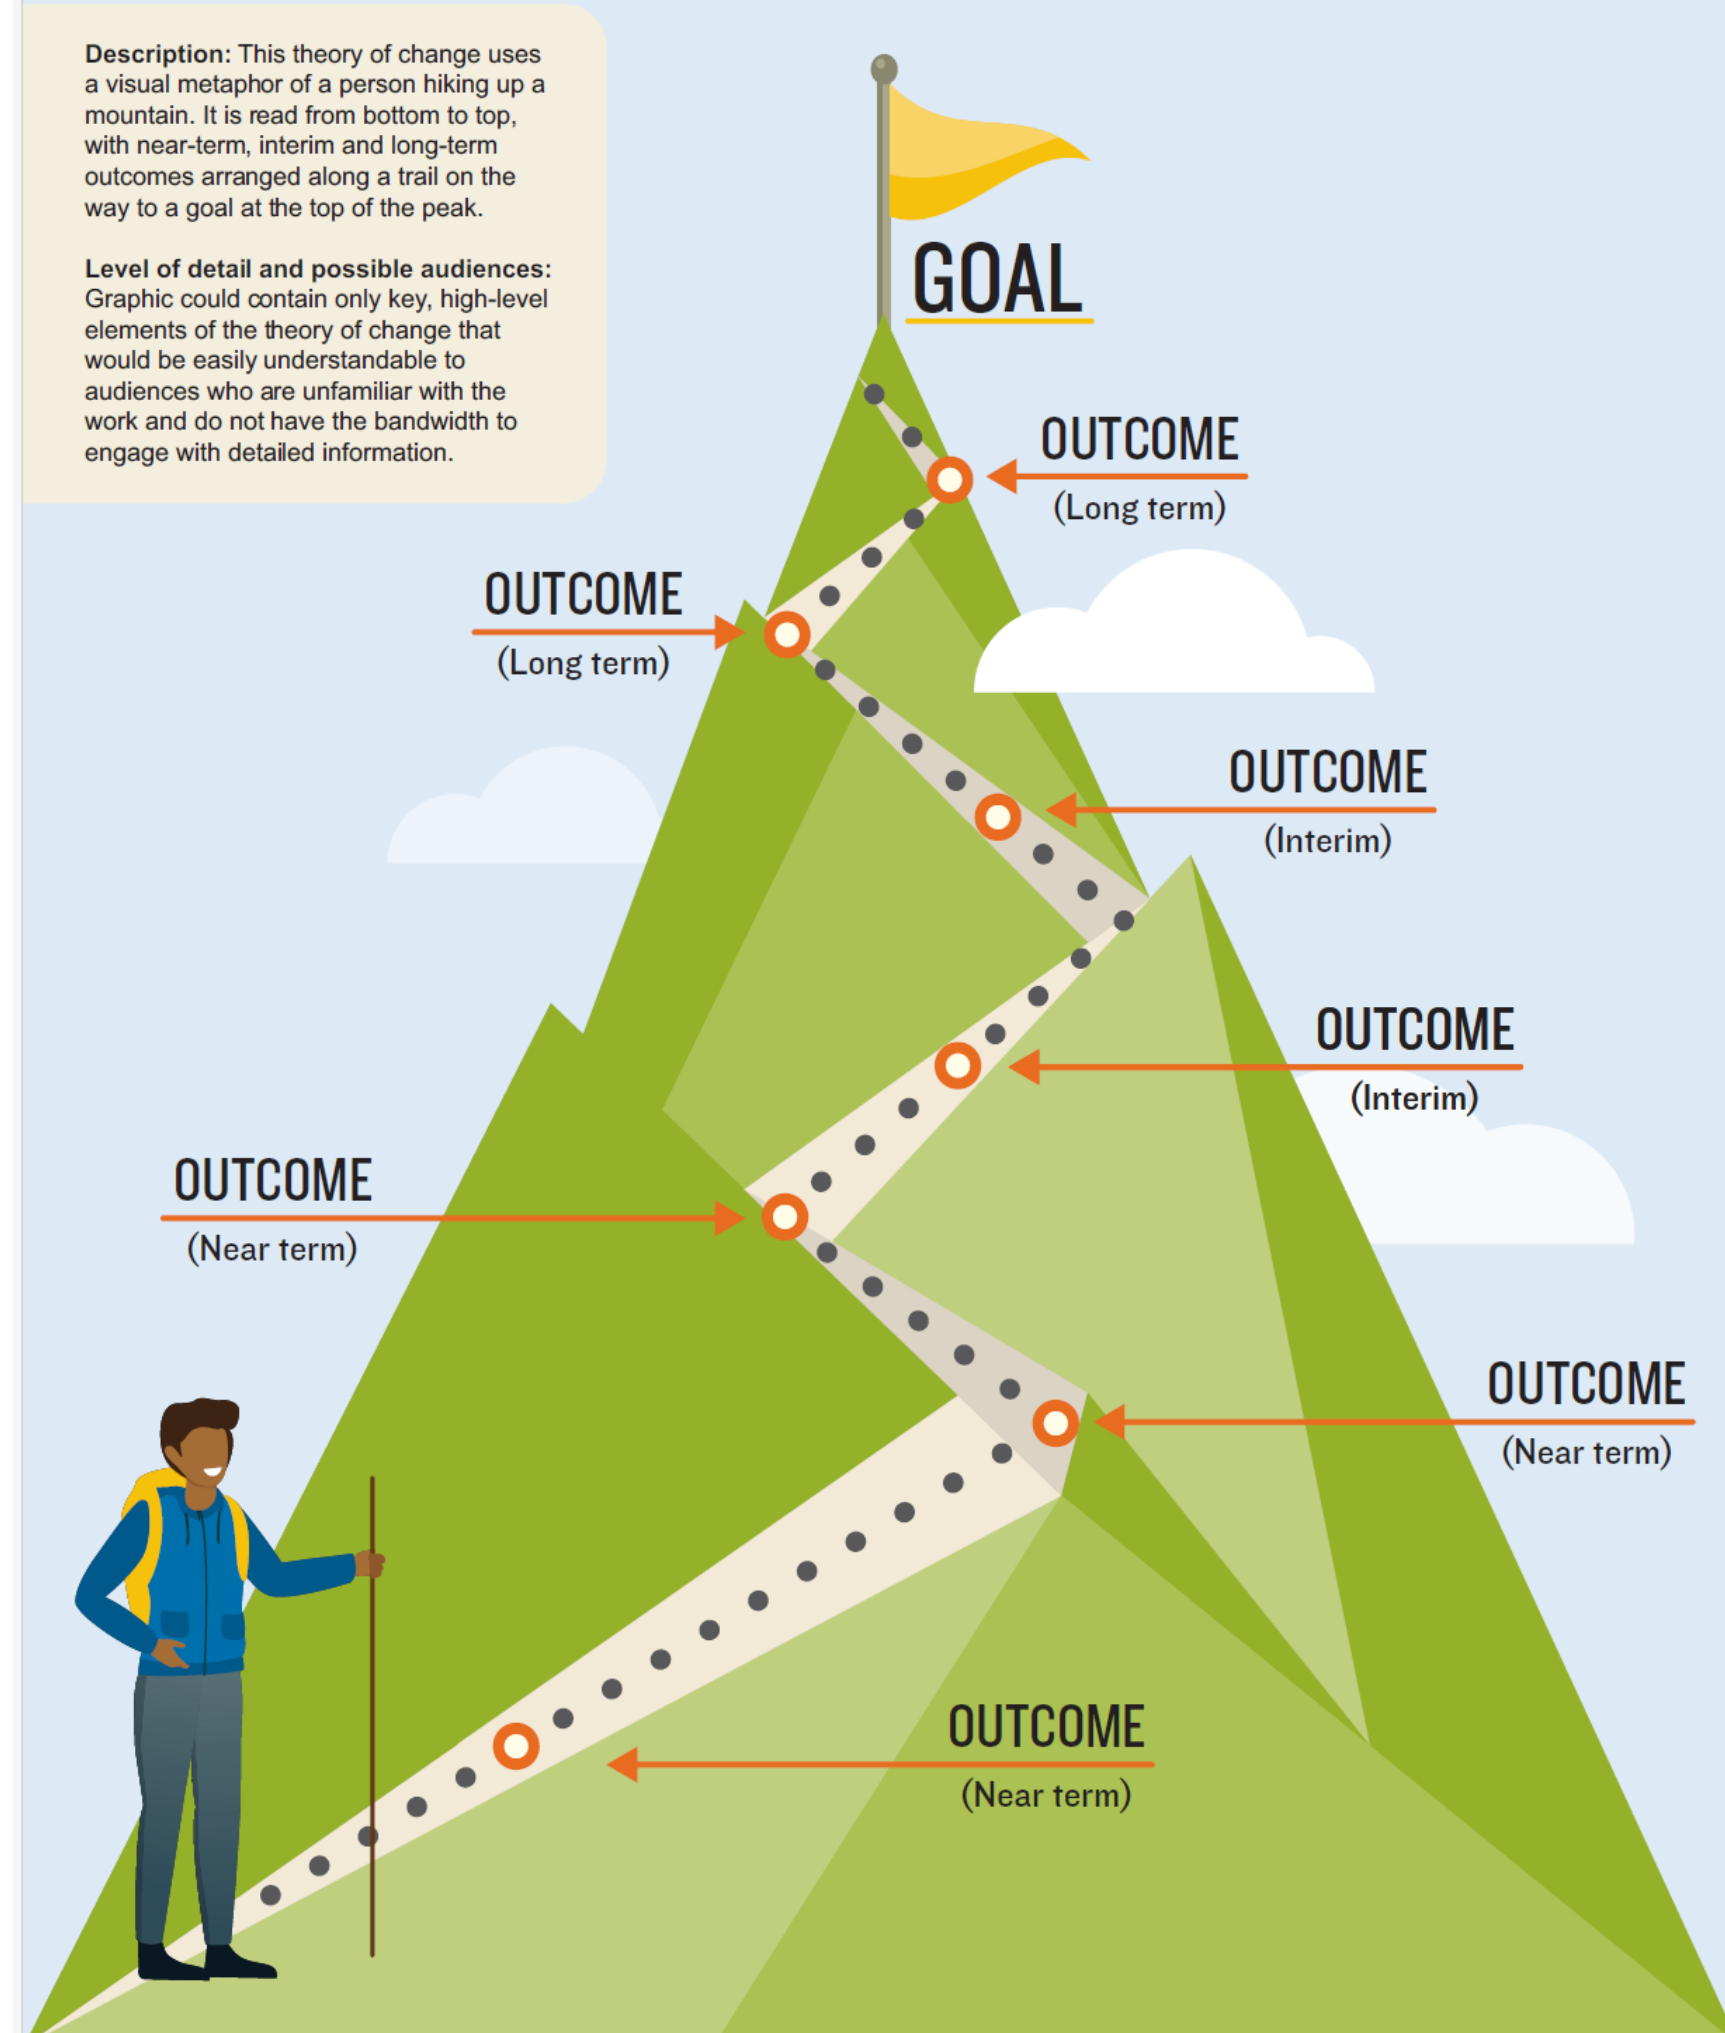 Description: This theory of change uses
a visual metaphor of a person hiking up a
mountain. It is read from bottom to top,
with near-term, interim and long-term
outcomes arranged along a trail on the
way to a goal at the top of the peak.
Level of detail and possible audiences:
Graphic could contain only key, high-level
elements of the theory of change that
would be easily understandable to
audiences who are unfamiliar with the
work and do not have the bandwidth to
engage with detailed information.
GOAL
OUTCOME
(Long term)
OUTCOME
(Long term)
OUTCOME
(Interim)
OUTCOME
(Interim)
OUTCOME
(Near term)
OUTCOME
(Near term)
OUTCOME
(Near term)